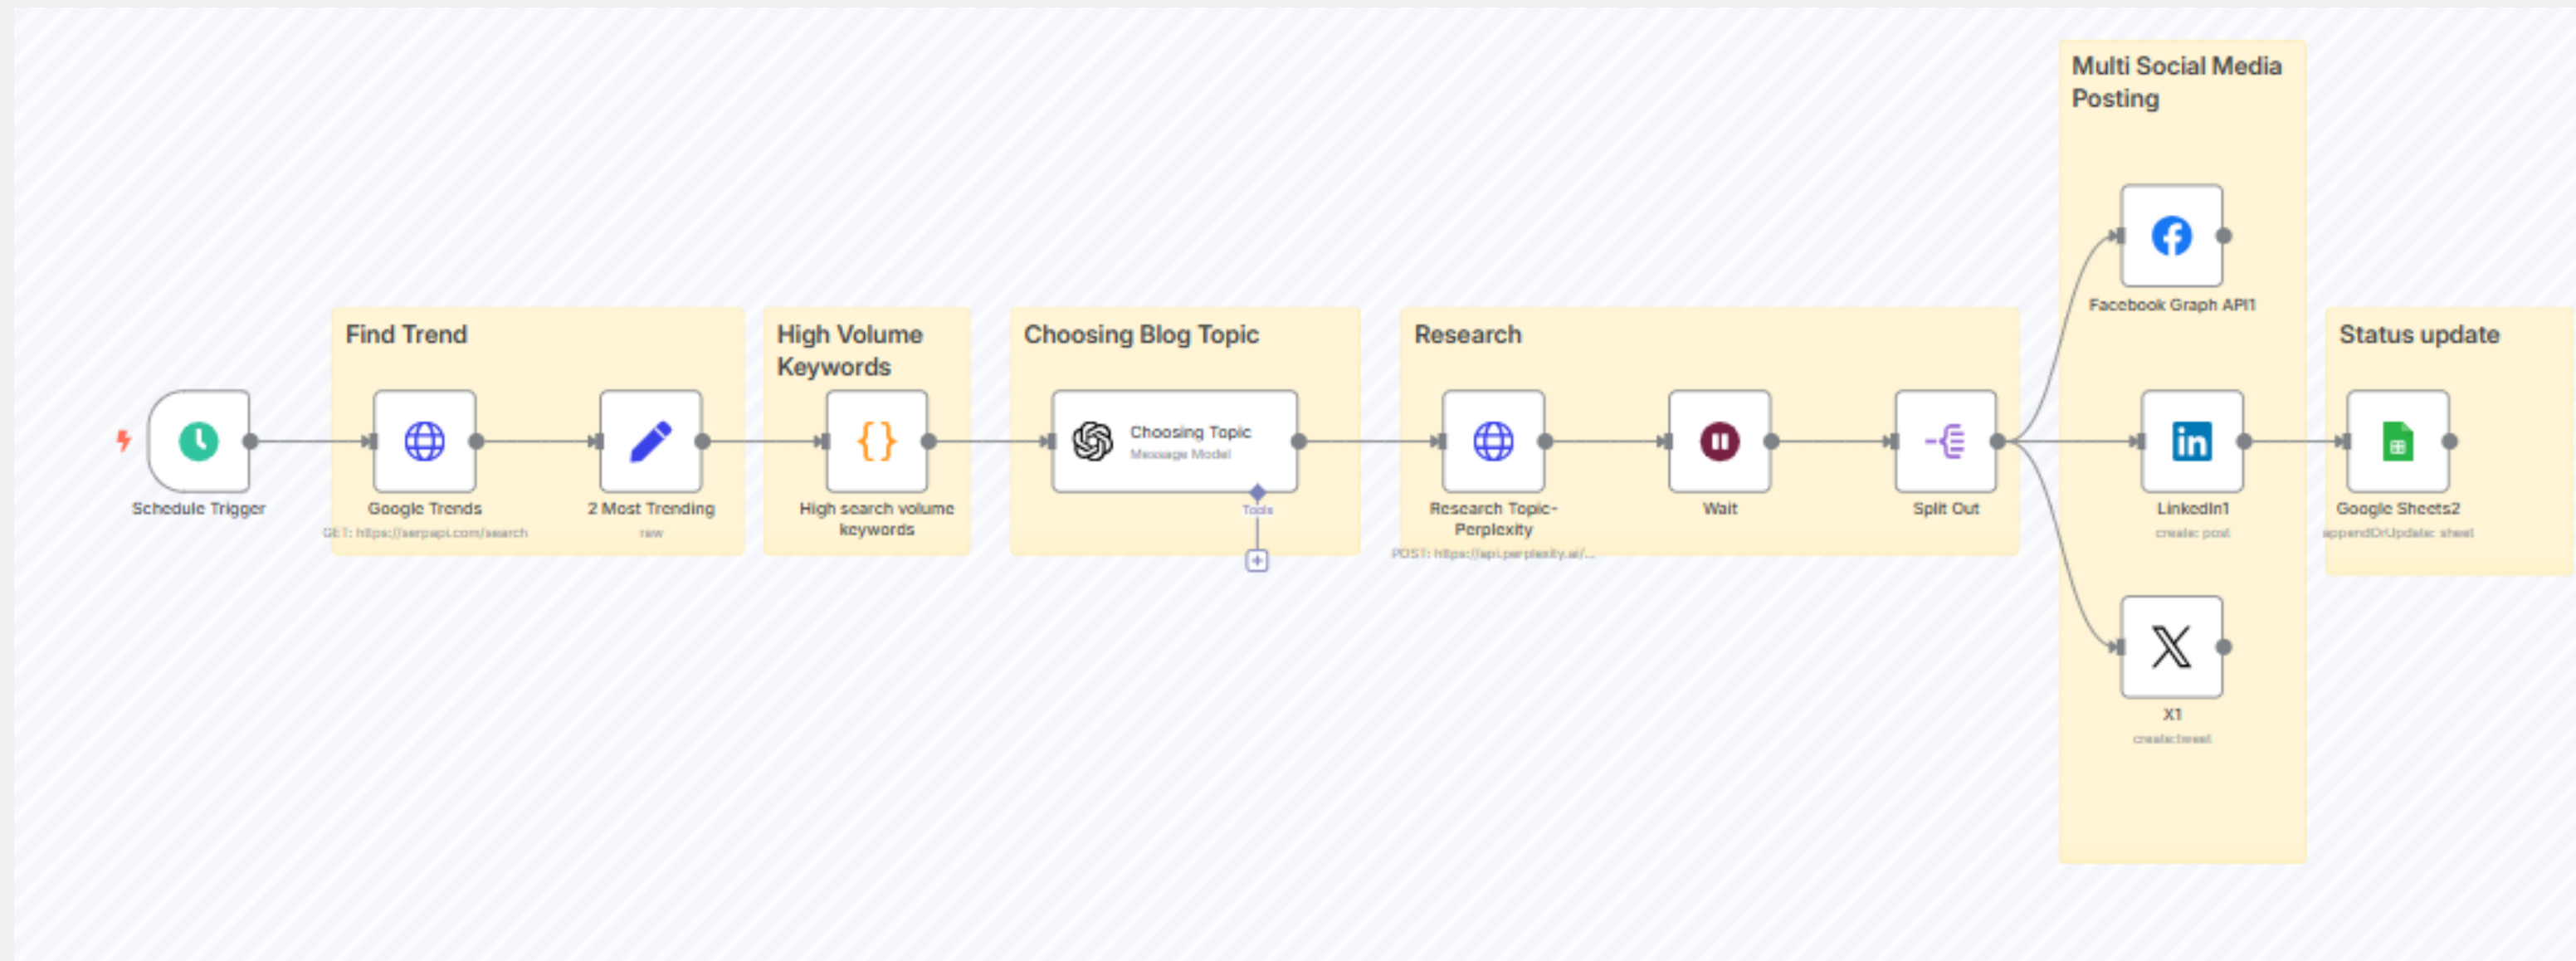 Multi Social Media
Posting
Facebook Graph API1
Find Trend
High Volume
Keywords
Choosing Blog Topic
Research
Status update
Choosing Topic
Message Model
in
Schedule Trigger
Google Trends
GET: https://serpapi.com/search
2 Most Trending
raw
High search volume
keywords
Tools
Research Topic-
Perplexity
POST: https://api.perplexity.ai/...
Wait
Split Out
LinkedIn1
create: post
Google Sheets2
appendOrUpdate: sheet
X1
create:tweet